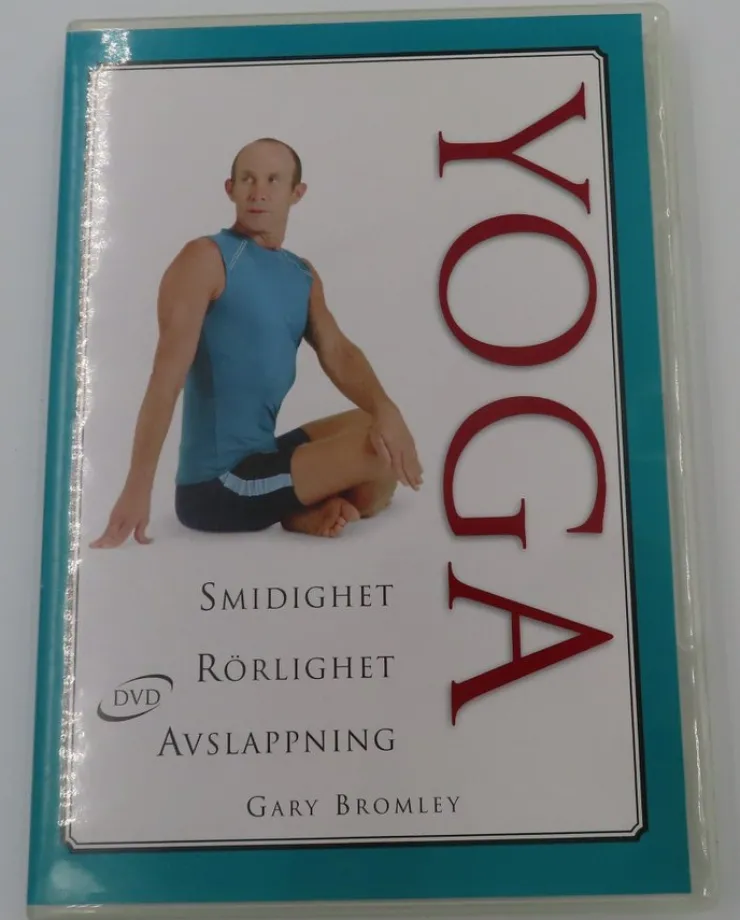 YOGA
SMIDIGHET
RÖRLIGHET
DVD
AVSLAPPNING
GARY BROMLEY